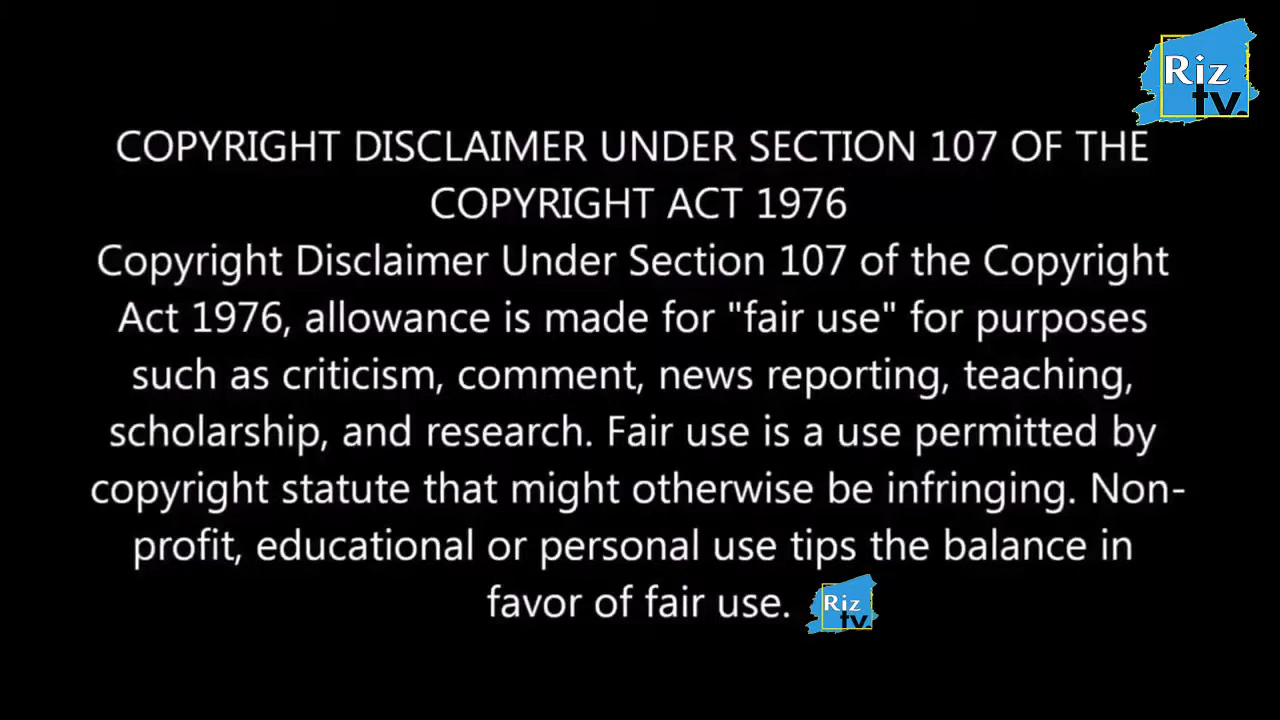 Riz
tv.
COPYRIGHT DISCLAIMER UNDER SECTION 107 OF THE
COPYRIGHT ACT 1976
Copyright Disclaimer Under Section 107 of the Copyright
Act 1976, allowance is made for "fair use" for purposes
such as criticism, comment, news reporting, teaching,
scholarship, and research. Fair use is a use permitted by
copyright statute that might otherwise be infringing. Non-
profit, educational or personal use tips the balance in
favor of fair use.
Riz
tv.